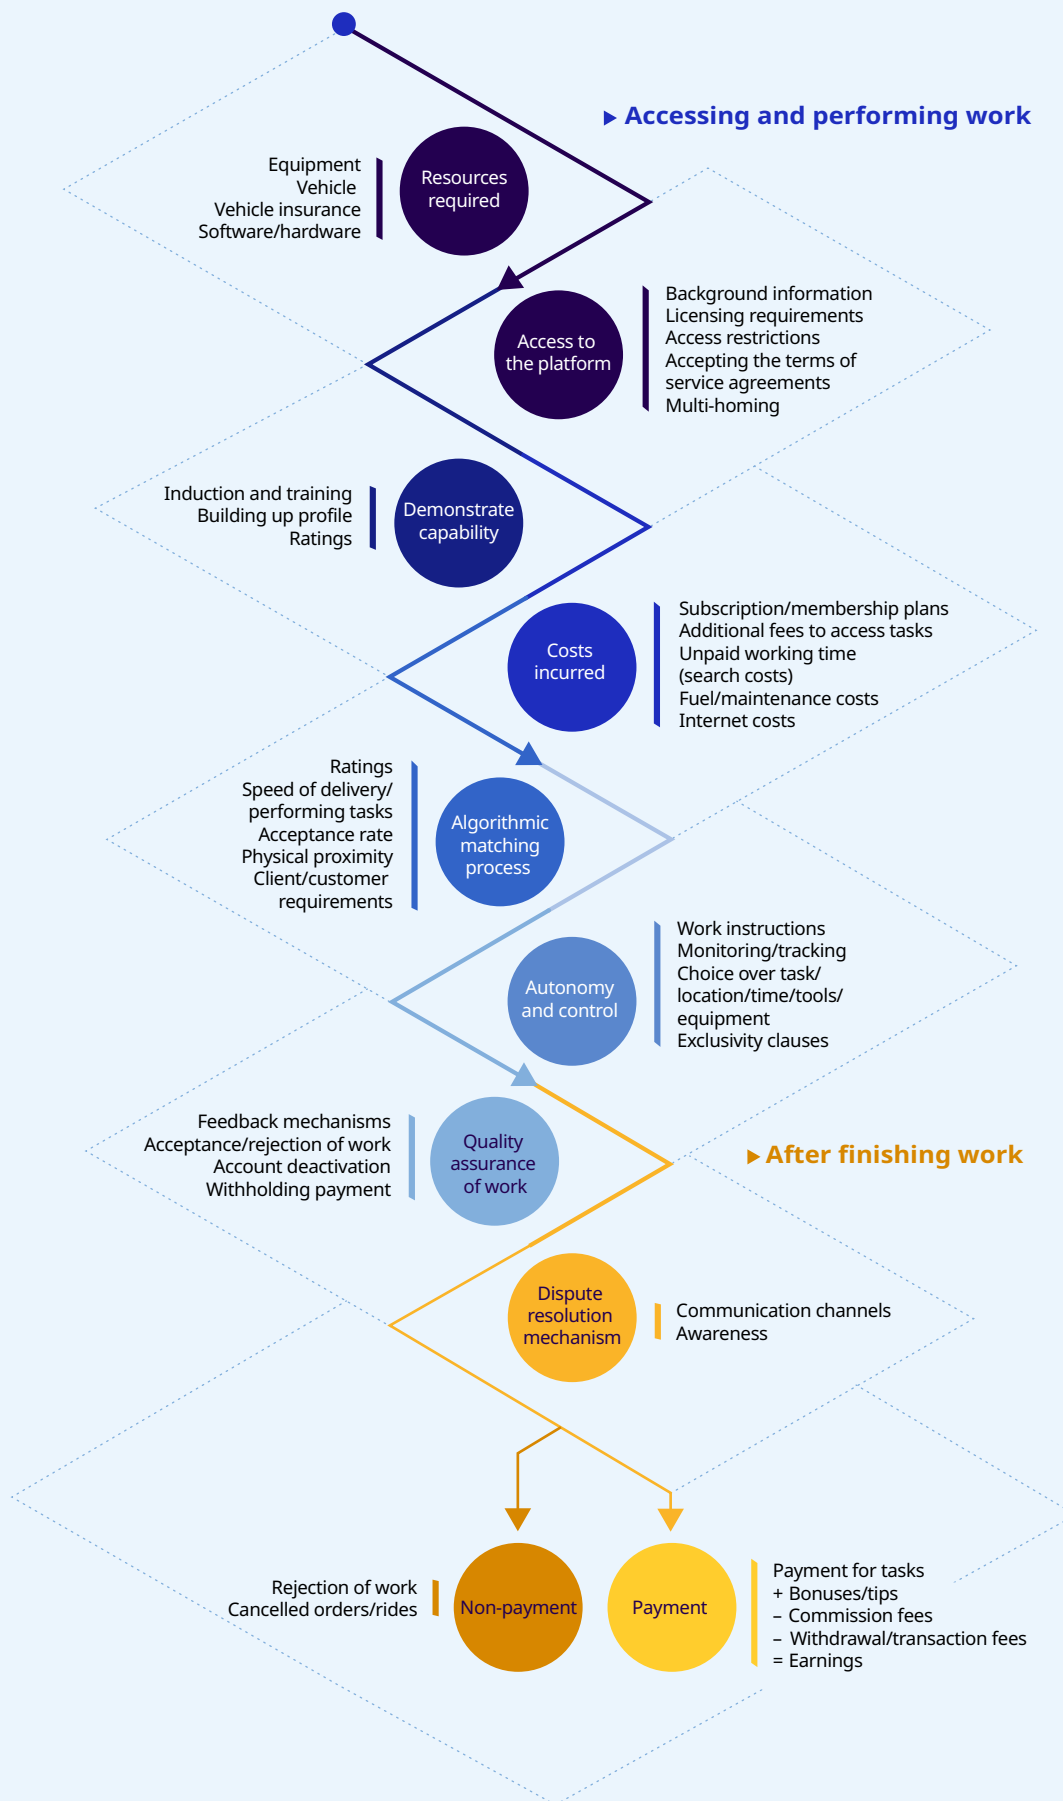 Accessing and performing work
Equipment
Vehicle
Vehicle insurance
Software/hardware
Resources
required
Access to
the platform
Background information
Licensing requirements
Access restrictions
Accepting the terms of
service agreements
Multi-homing
Induction and training
Building up profile
Ratings
Demonstrate
capability
Costs
incurred
Subscription/membership plans
Additional fees to access tasks
Unpaid working time
(search costs)
Fuel/maintenance costs
Internet costs
Ratings
Speed of delivery/
performing tasks
Acceptance rate
Physical proximity
Client/customer
requirements
Algorithmic
matching
process
Autonomy
and control
Work instructions
Monitoring/tracking
Choice over task/
location/time/tools/
equipment
Exclusivity clauses
Feedback mechanisms
Acceptance/rejection of work
Account deactivation
Withholding payment
Quality
assurance
of work
After finishing work
Dispute
resolution
mechanism
Communication channels
Awareness
Rejection of work
Cancelled orders/rides
Non-payment
Payment
Payment for tasks
+ Bonuses/tips
– Commission fees
– Withdrawal/transaction fees
= Earnings